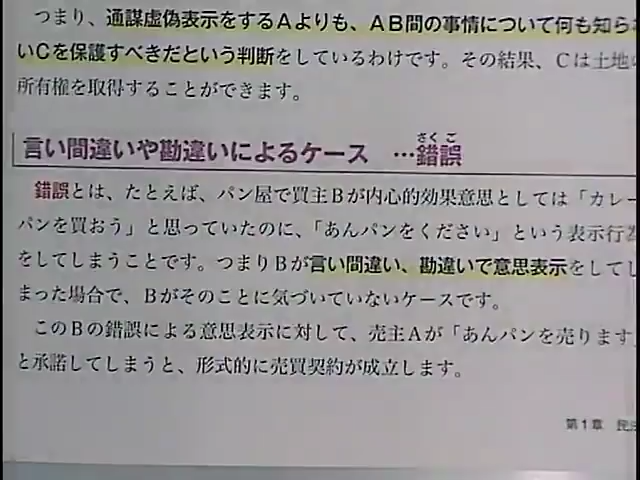 つまり、通謀虚偽表示をするAよりも、AB間の事情について何も知ら
いCを保護すべきだという判断をしているわけです。その結果、Cは土地
所有権を取得することができます。
言い間違いや勘違いによるケース …錯誤
さくご
錯誤とは、たとえば、パン屋で買主Bが内心的効果意思としては「カレー
パンを買おう」と思っていたのに、「あんパンをください」という表示行為
をしてしまうことです。つまりBが言い間違い、勘違いで意思表示をしてし
まった場合で、Bがそのことに気づいていないケースです。
このBの錯誤による意思表示に対して、売主Aが「あんパンを売ります」
と承諾してしまうと、形式的に売買契約が成立します。
第1章 民